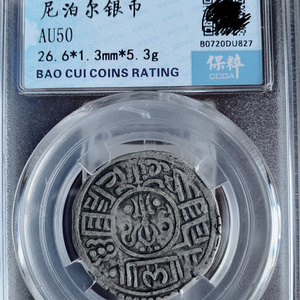 尼泊尔银币
AU50
26.6*1.3mm*5.3g
BAO CUI COINS RATING
B0720DU827
保粹
CCGA